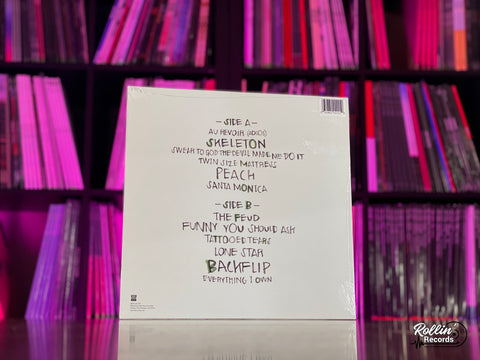 - SIDE A -
AU REVOIR (ADIOS)
SKELETON
SWEAR TO GOD THE DEVIL MADE ME DO IT
TWIN SIZE MATTRESS
PEACH
SANTA MONICA
- SIDE B -
THE FEUD
FUNNY YOU SHOULD ASK
TATTOOED TEARS
LONE STAR
BACKFLIP
EVERYTHING I OWN
Rollin'
Records